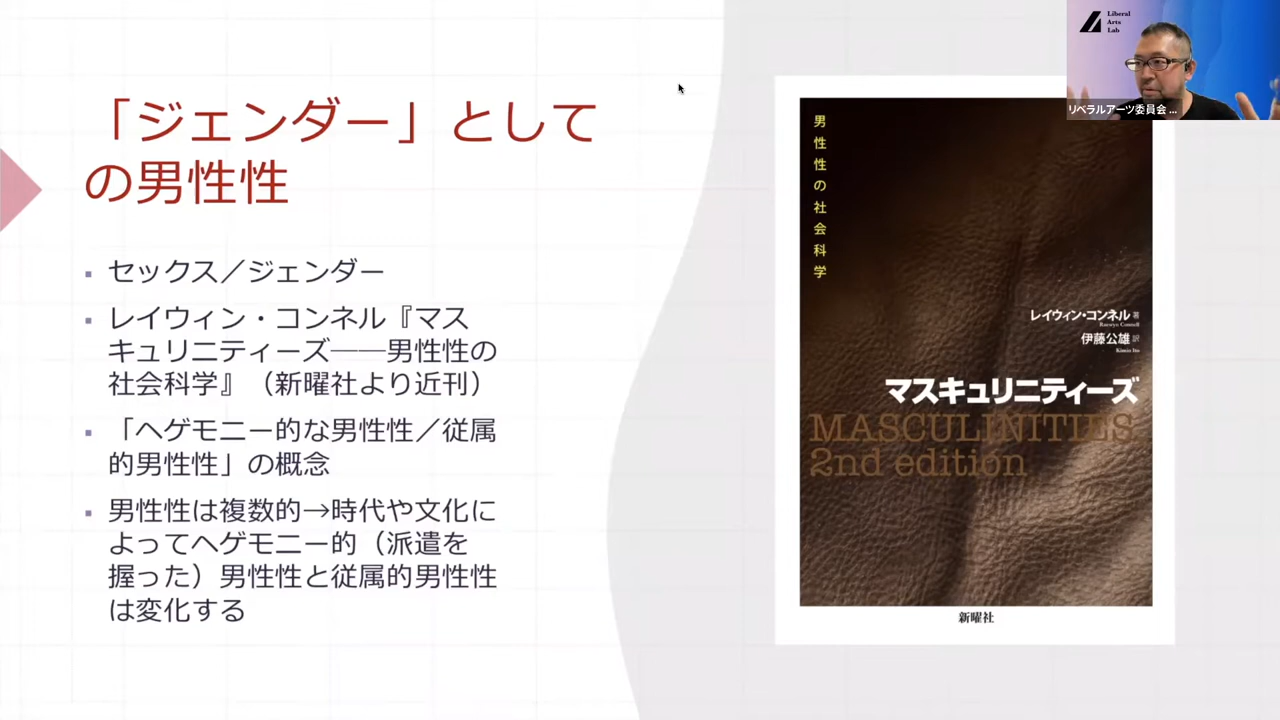 「ジェンダー」として
の男性性
▪ セックス／ジェンダー
▪ レイウィン・コンネル『マス
キュリニティーズ──男性性の
社会科学』（新曜社より近刊）
▪ 「ヘゲモニー的な男性性／従属
的男性性」の概念
▪ 男性性は複数的→時代や文化に
よってヘゲモニー的（派遣を
握った）男性性と従属的男性性
は変化する
男性性の社会科学
レイウィン・コンネル 著
Raewyn Connell
伊藤公雄 訳
Kimio Ito
マスキュリニティーズ
MASCULINITIES
2nd edition
新曜社
Liberal
Arts
Lab
リベラルアーツ委員会 ...